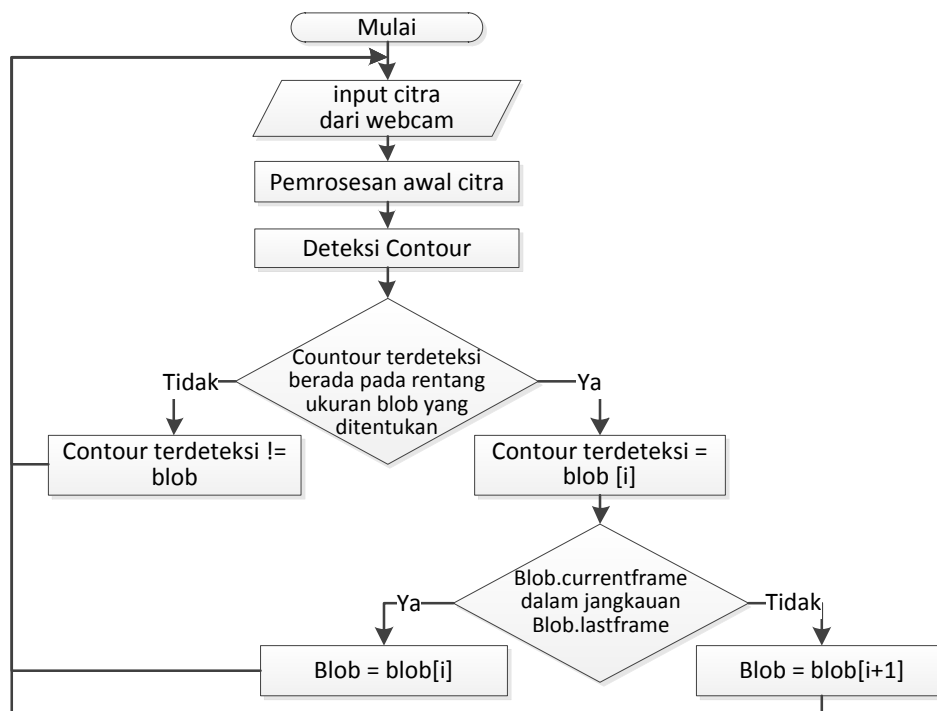 Mulai
input citra
dari webcam
Pemrosesan awal citra
Deteksi Contour
Countour terdeteksi
berada pada rentang
ukuran blob yang
ditentukan
Tidak
Ya
Contour terdeteksi !=
blob
Contour terdeteksi =
blob [i]
Blob.currentframe
dalam jangkauan
Blob.lastframe
Ya
Tidak
Blob = blob[i]
Blob = blob[i+1]